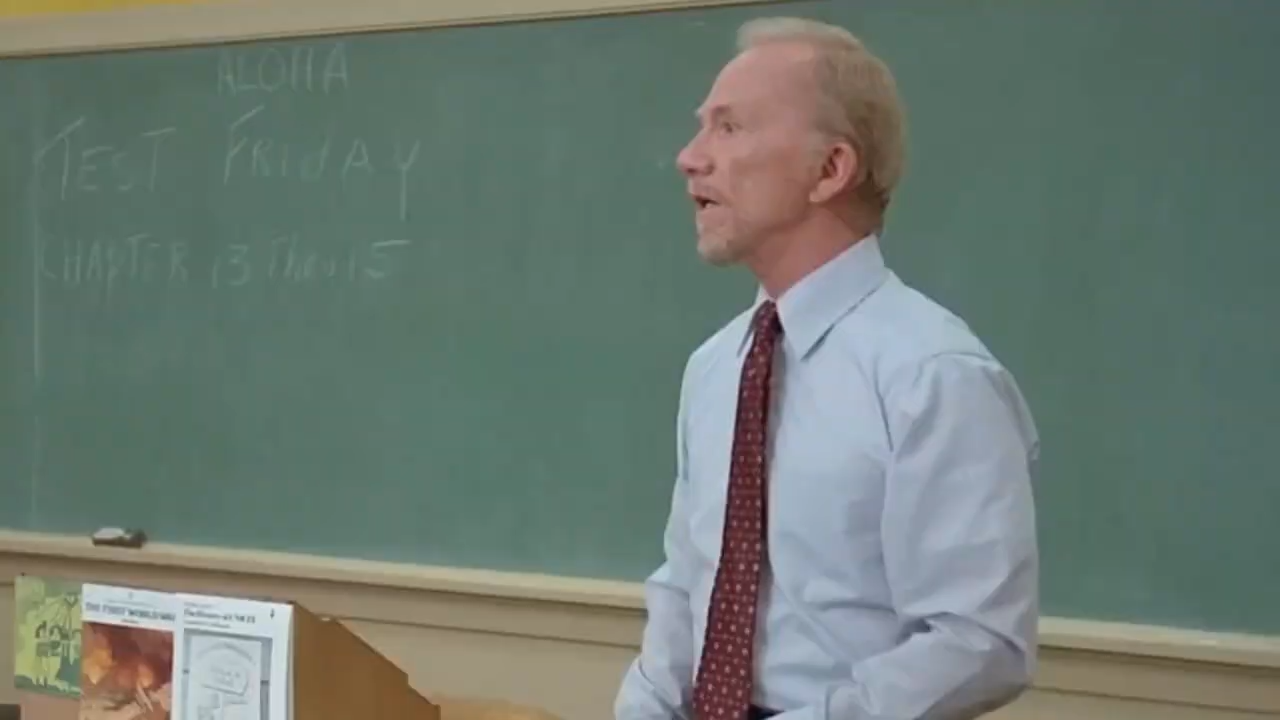 ALOHA
TEST FRIDAY
CHAPTER 13 Thru 15
THE FIRST WORLD WAR